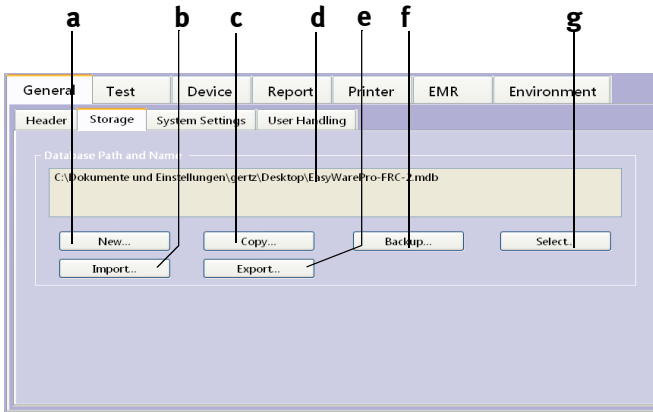 a b c d e f g
General Test Device Report Printer EMR Environment
Header Storage System Settings User Handling
Database Path and Name
C:\Dokumente und Einstellungen\gertz\Desktop\EasyWarePro-FRC-2.mdb
New... Copy... Backup... Select...
Import... Export...